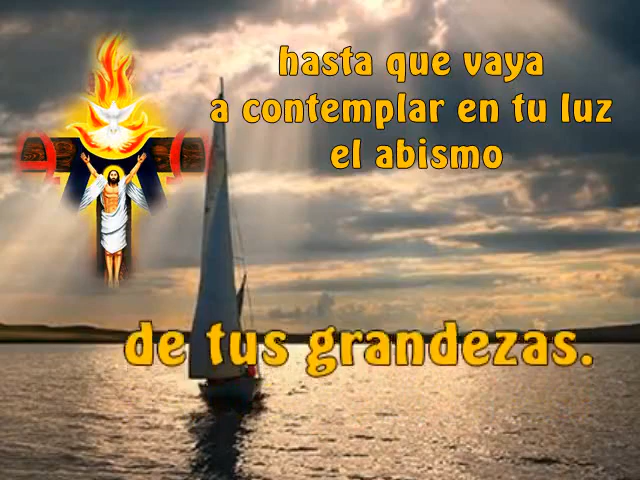 hasta que vaya
a contemplar en tu luz
el abismo
de tus grandezas.